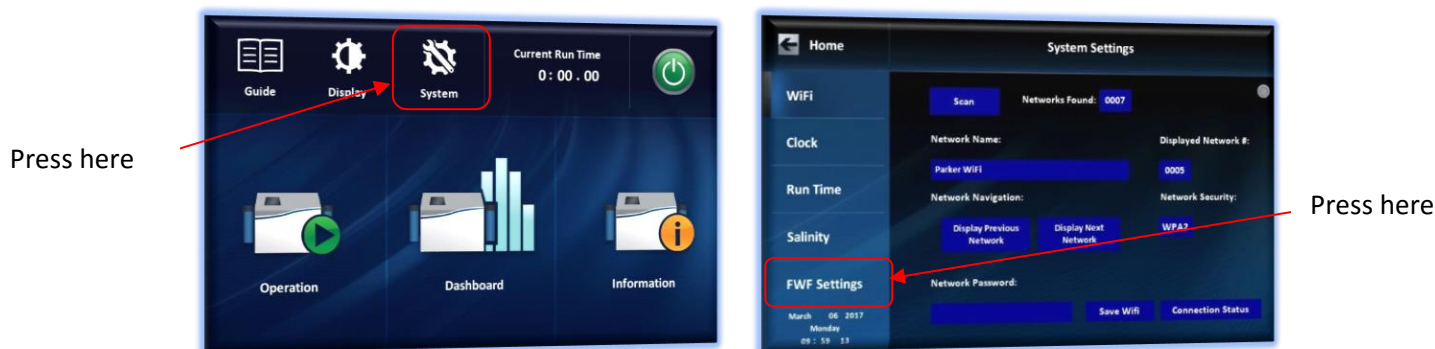 Press here
Guide
Display
System
Current Run Time
0: 00 . 00
Operation
Dashboard
Information
Home
System Settings
WiFi
Clock
Run Time
Salinity
FWF Settings
March 06 2017
Monday
09 : 59 13
Scan
Networks Found: 0007
Network Name:
Displayed Network #:
Parker WiFi
0005
Network Navigation:
Network Security:
Display Previous
Network
Display Next
Network
WPA2
Network Password:
Save Wifi
Connection Status
Press here